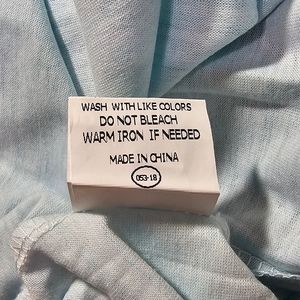 WASH WITH LIKE COLORS
DO NOT BLEACH
WARM IRON IF NEEDED
MADE IN CHINA
053-18